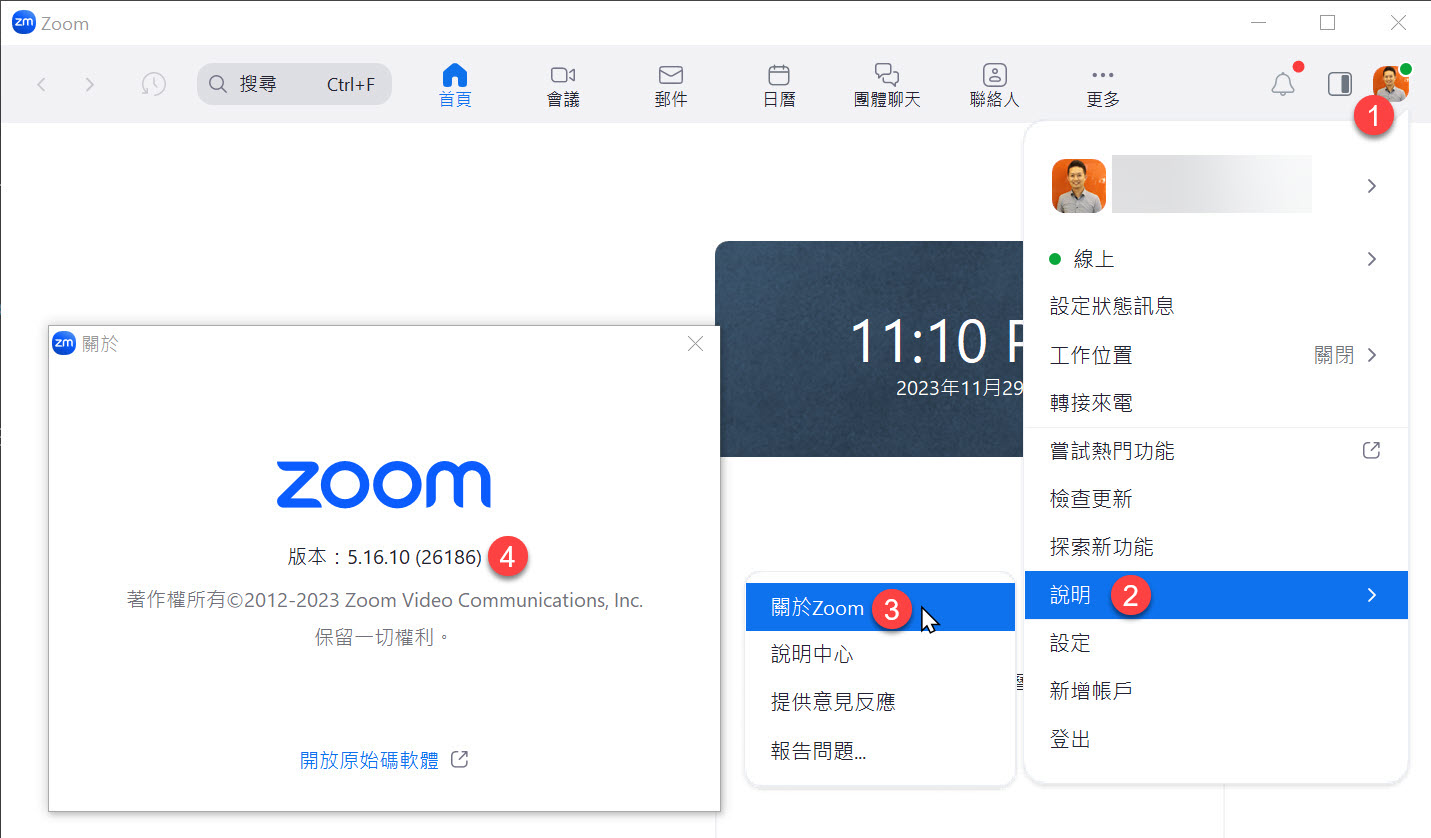 zm Zoom
搜尋 Ctrl+F
首頁
會議
郵件
日曆
團體聊天
聯絡人
更多
1
11:10
2023年11月29
線上
設定狀態訊息
工作位置 關閉
轉接來電
嘗試熱門功能
檢查更新
探索新功能
說明 2
設定
新增帳戶
登出
關於Zoom 3
說明中心
提供意見反應
報告問題...
zm 關於
zoom
版本：5.16.10 (26186) 4
著作權所有©2012-2023 Zoom Video Communications, Inc.
保留一切權利。
開放原始碼軟體